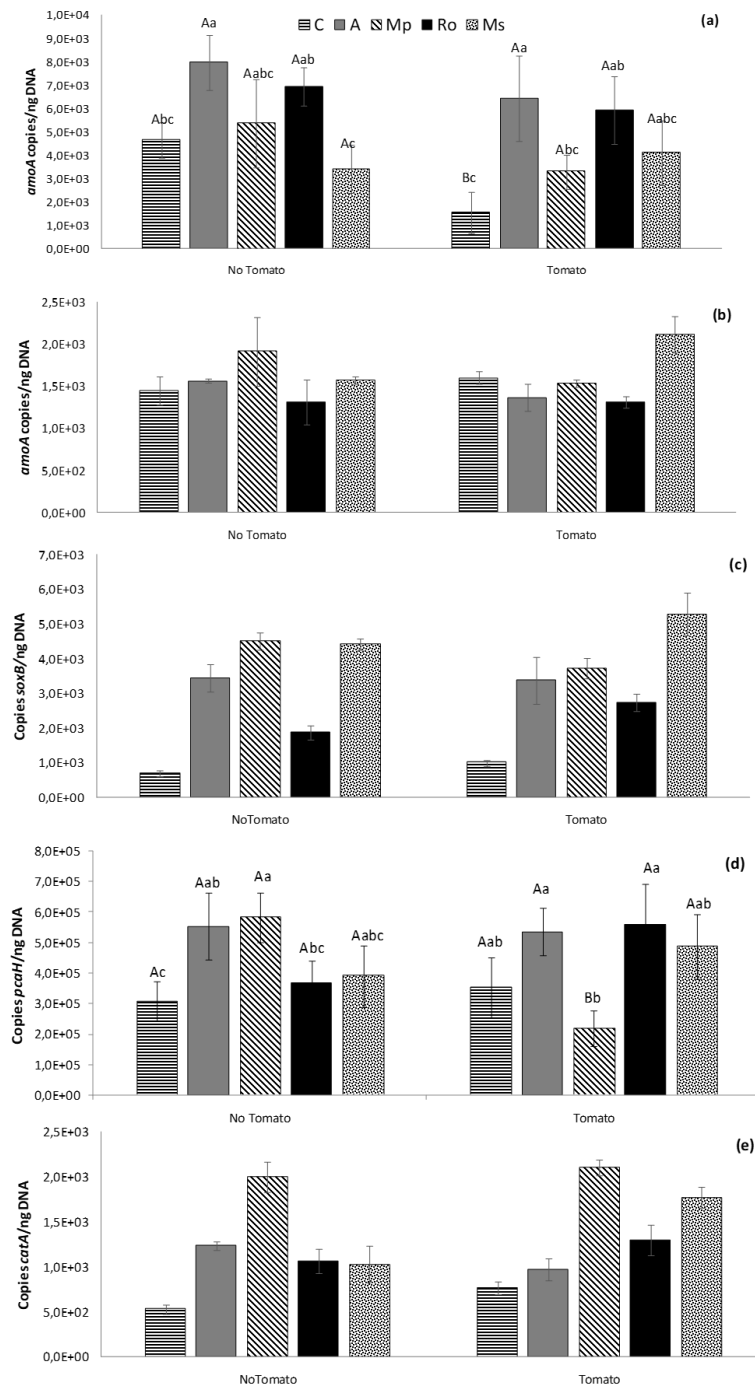 1,0E+04
9,0E+03
8,0E+03
7,0E+03
6,0E+03
5,0E+03
4,0E+03
3,0E+03
2,0E+03
1,0E+03
0,0E+00
amoA copies/ng DNA
C A Mp Ro Ms
(a)
Abc Aa Aabc Aab Ac
Bc Aa Abc Aab Aabc
No Tomato Tomato
2,5E+03
2,0E+03
1,5E+03
1,0E+03
5,0E+02
0,0E+00
amoA copies/ng DNA
(b)
No Tomato Tomato
7,0E+03
6,0E+03
5,0E+03
4,0E+03
3,0E+03
2,0E+03
1,0E+03
0,0E+00
Copies soxB/ng DNA
(c)
NoTomato Tomato
8,0E+05
7,0E+05
6,0E+05
5,0E+05
4,0E+05
3,0E+05
2,0E+05
1,0E+05
0,0E+00
Copies pcaH/ng DNA
(d)
Ac Aab Aa Abc Aabc
Aab Aa Bb Aa Aab
No Tomato Tomato
2,5E+03
2,0E+03
1,5E+03
1,0E+03
5,0E+02
0,0E+00
Copies catA/ng DNA
(e)
NoTomato Tomato